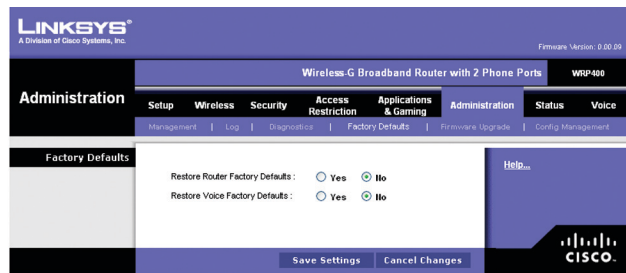 LINKSYS®
A Division of Cisco Systems, Inc.
Firmware Version: 0.00.09
Wireless-G Broadband Router with 2 Phone Ports WRP400
Administration
Setup Wireless Security Access Restriction Applications & Gaming Administration Status Voice
Management | Log | Diagnostics | Factory Defaults | Firmware Upgrade | Config Management
Factory Defaults
Help...
Restore Router Factory Defaults : Yes No
Restore Voice Factory Defaults : Yes No
Save Settings Cancel Changes
CISCO.